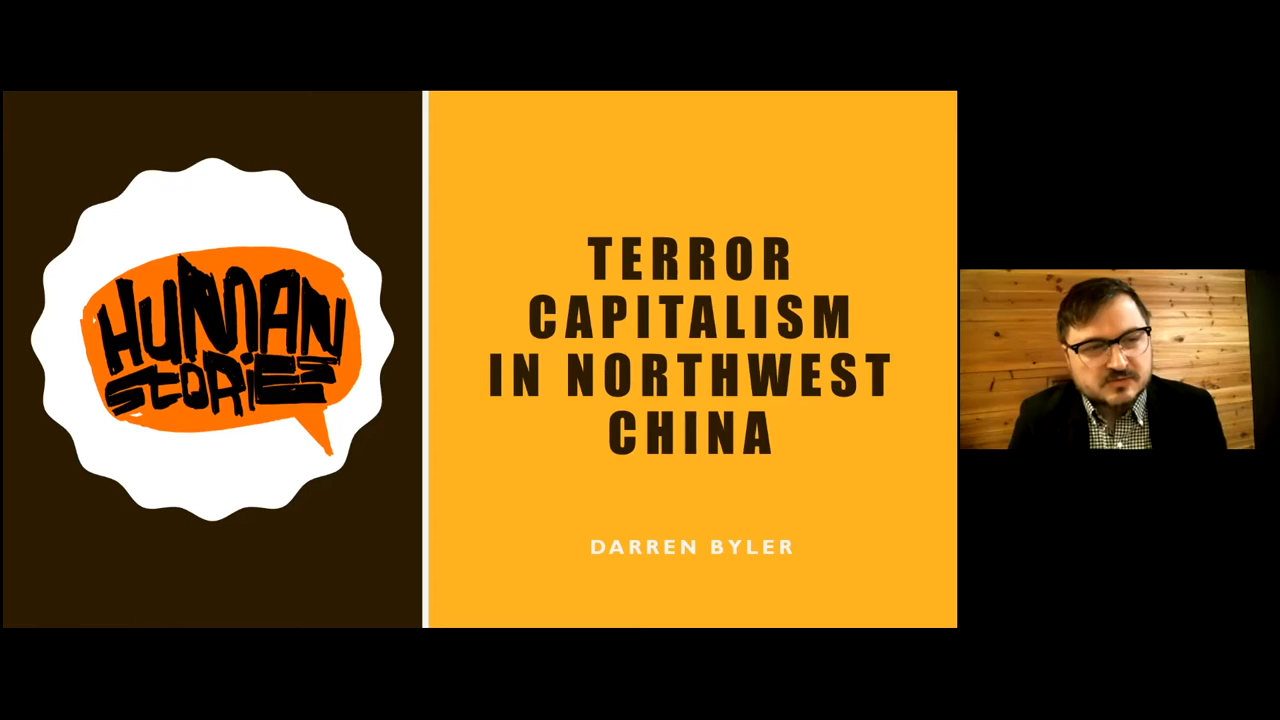 HUMAN
STORIES
TERROR
CAPITALISM
IN NORTHWEST
CHINA
DARREN BYLER